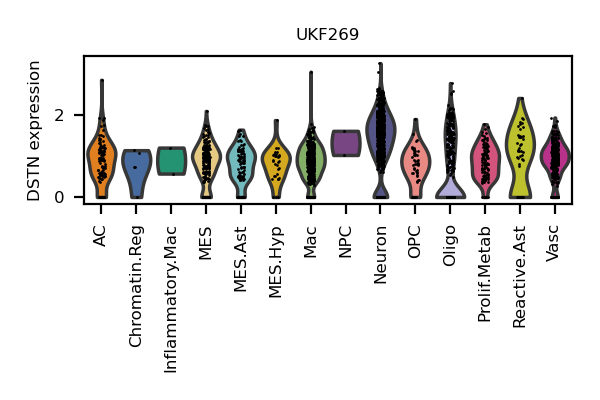 UKF269
DSTN expression
2
0
AC
Chromatin.Reg
Inflammatory.Mac
MES
MES.Ast
MES.Hyp
Mac
NPC
Neuron
OPC
Oligo
Prolif.Metab
Reactive.Ast
Vasc